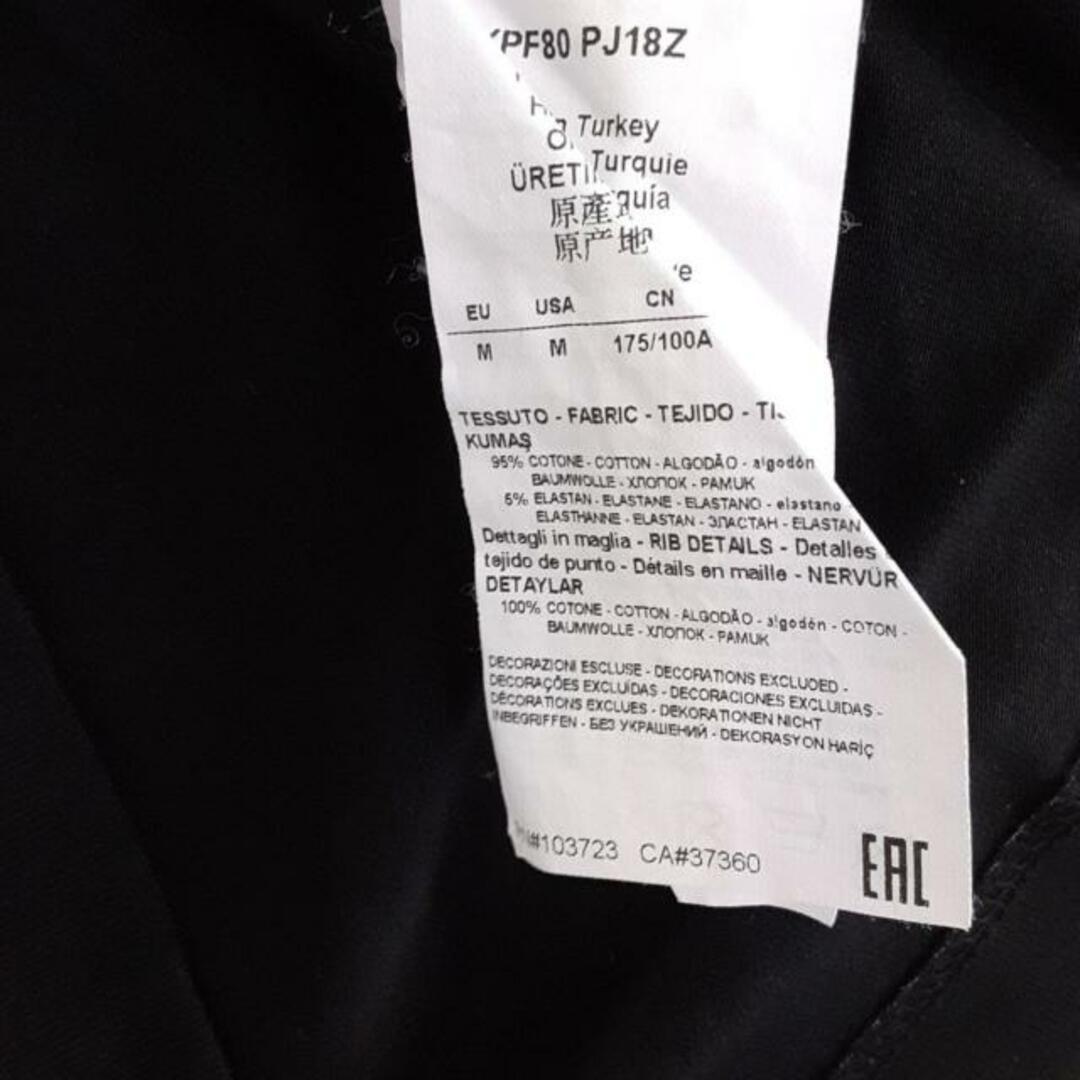 PF80 PJ18Z
Turkey
Turquie
ÜRETİ
quía
原產
原产地
EU USA CN
M M 175/100A
TESSUTO - FABRIC - TEJIDO -
KUMAŞ
95% COTONE - COTTON - ALGODÃO - algodón
BAUMWOLLE - ХЛОПОК - PAMUK
5% ELASTAN - ELASTANE - ELASTANO - elastano
ELASTHANNE - ELASTAN - ЭЛАСТАН - ELASTAN
Dettagli in maglia - RIB DETAILS - Detalles
tejido de punto - Détails en maille - NERVÜR
DETAYLAR
100% COTONE - COTTON - ALGODÃO - algodón - COTON -
BAUMWOLLE - ХЛОПОК - PAMUK
DECORAZIONI ESCLUSE - DECORATIONS EXCLUDED -
DECORAÇÕES EXCLUÍDAS - DECORACIONES EXCLUIDAS -
DÉCORATIONS EXCLUES - DEKORATIONEN NICHT
INBEGRIFFEN - БЕЗ УКРАШЕНИЙ - DEKORASYON HARİÇ
#103723 CA#37360
EAC